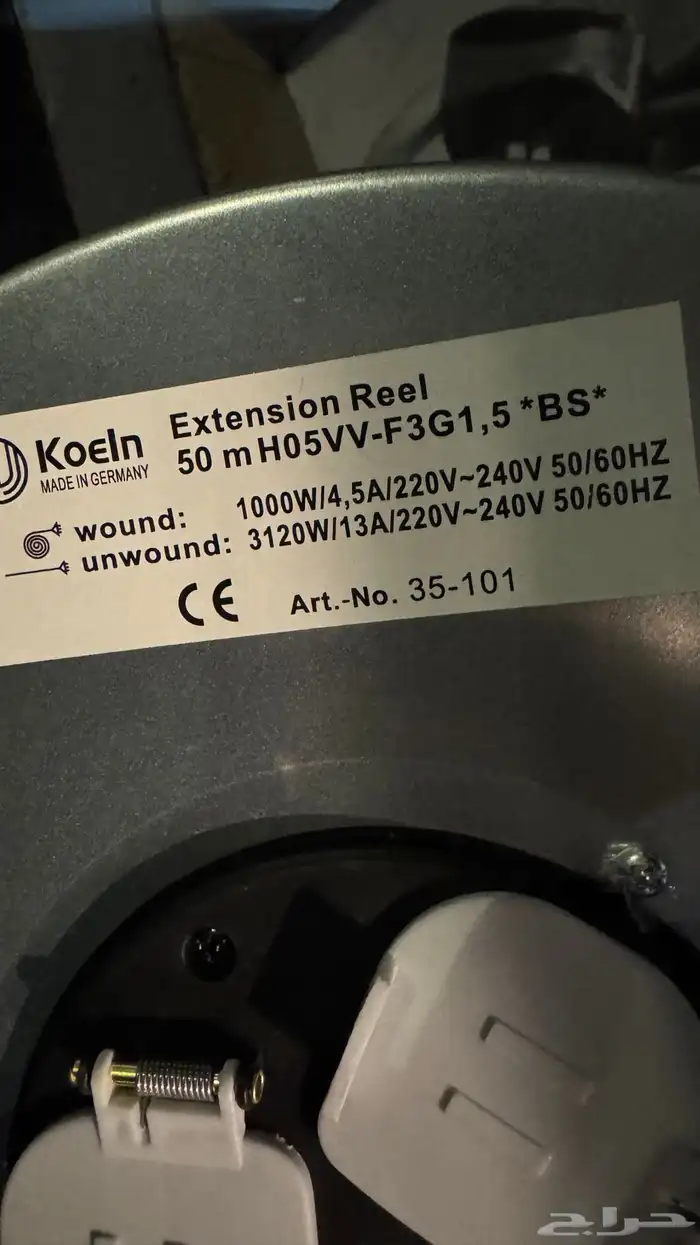 Extension Reel
50 m H05VV-F3G1,5 *BS*
Koeln
MADE IN GERMANY
wound: 1000W/4,5A/220V~240V 50/60HZ
unwound: 3120W/13A/220V~240V 50/60HZ
CE Art.-No. 35-101
حراج